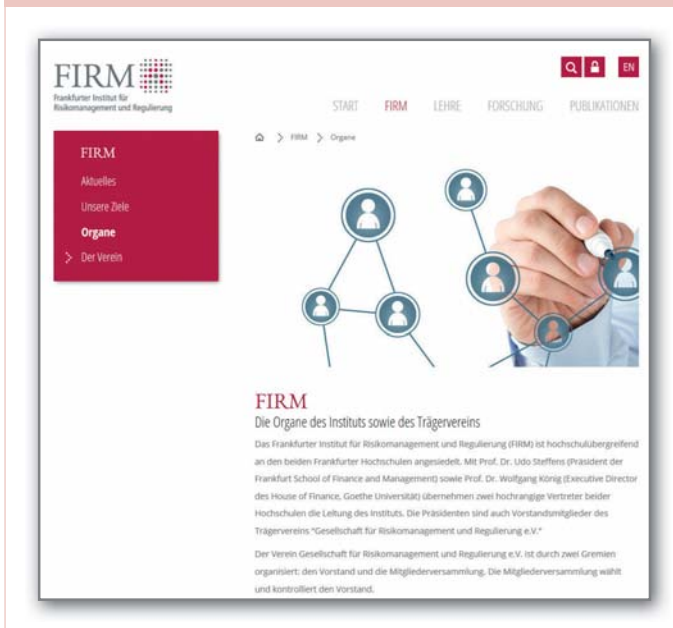 FIRM
Frankfurter Institut für
Risikomanagement und Regulierung
EN
START FIRM LEHRE FORSCHUNG PUBLIKATIONEN
FIRM > Organe
FIRM
Aktuelles
Unsere Ziele
Organe
Der Verein
FIRM
Die Organe des Instituts sowie des Trägervereins
Das Frankfurter Institut für Risikomanagement und Regulierung (FIRM) ist hochschulübergreifend
an den beiden Frankfurter Hochschulen angesiedelt. Mit Prof. Dr. Udo Steffens (Präsident der
Frankfurt School of Finance and Management) sowie Prof. Dr. Wolfgang König (Executive Director
des House of Finance, Goethe Universität) übernehmen zwei hochrangige Vertreter beider
Hochschulen die Leitung des Instituts. Die Präsidenten sind auch Vorstandsmitglieder des
Trägervereins "Gesellschaft für Risikomanagement und Regulierung e.V."
Der Verein Gesellschaft für Risikomanagement und Regulierung e.V. ist durch zwei Gremien
organisiert: den Vorstand und die Mitgliederversammlung. Die Mitgliederversammlung wählt
und kontrolliert den Vorstand.